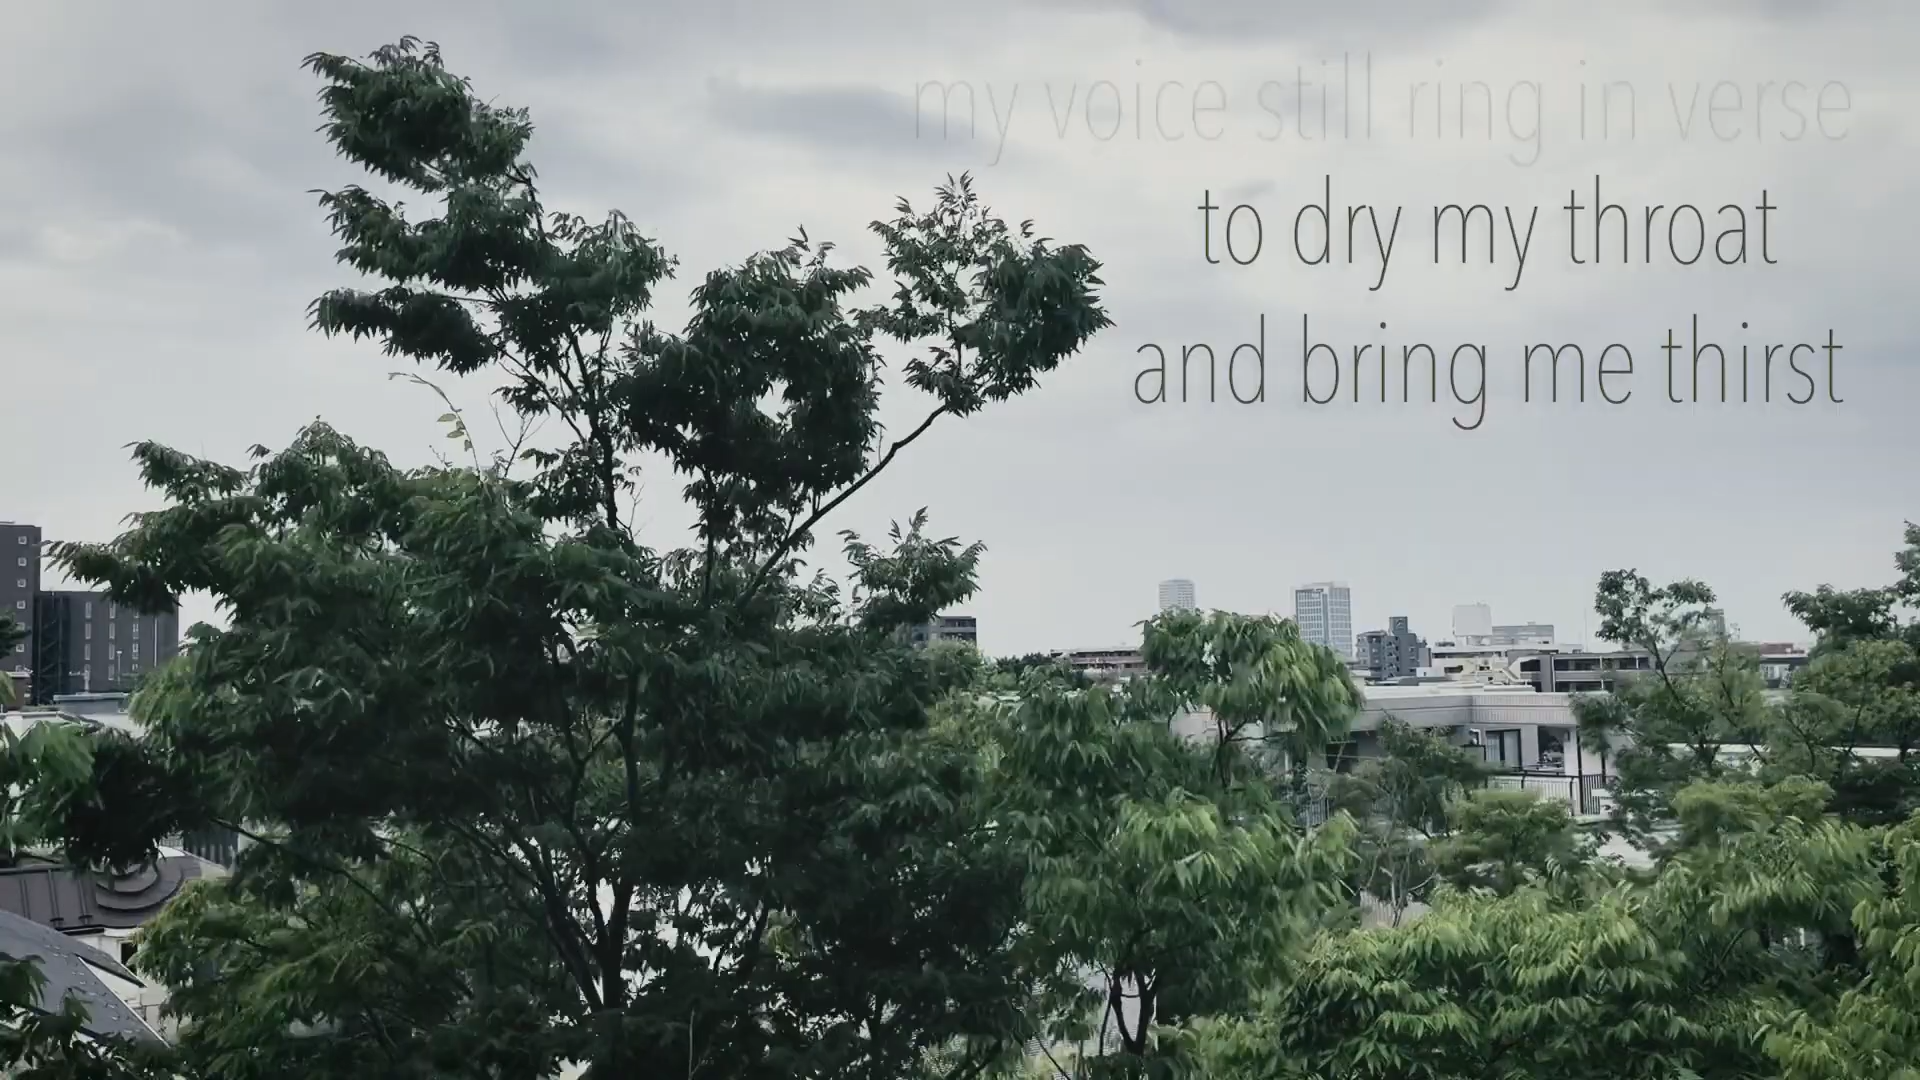 my voice still ring in verse
to dry my throat
and bring me thirst